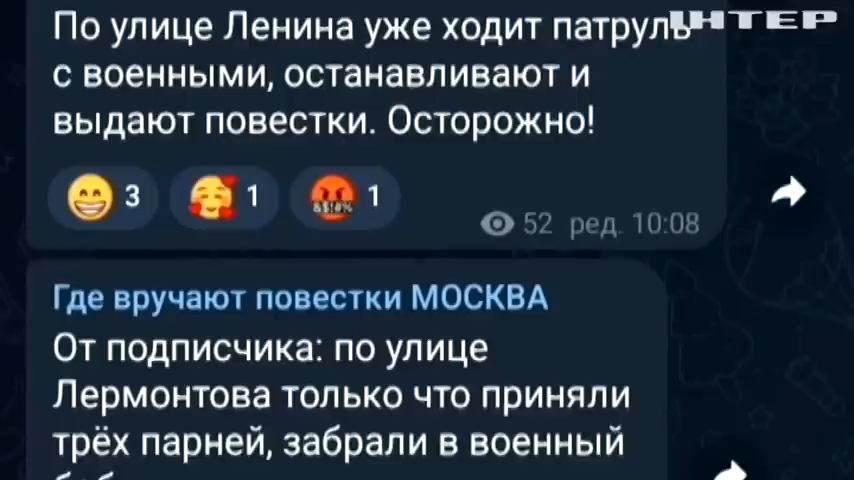 ІНТЕР
По улице Ленина уже ходит патруль
с военными, останавливают и
выдают повестки. Осторожно!
3 1 1
52 ред. 10:08
Где вручают повестки МОСКВА
От подписчика: по улице
Лермонтова только что приняли
трёх парней, забрали в военный